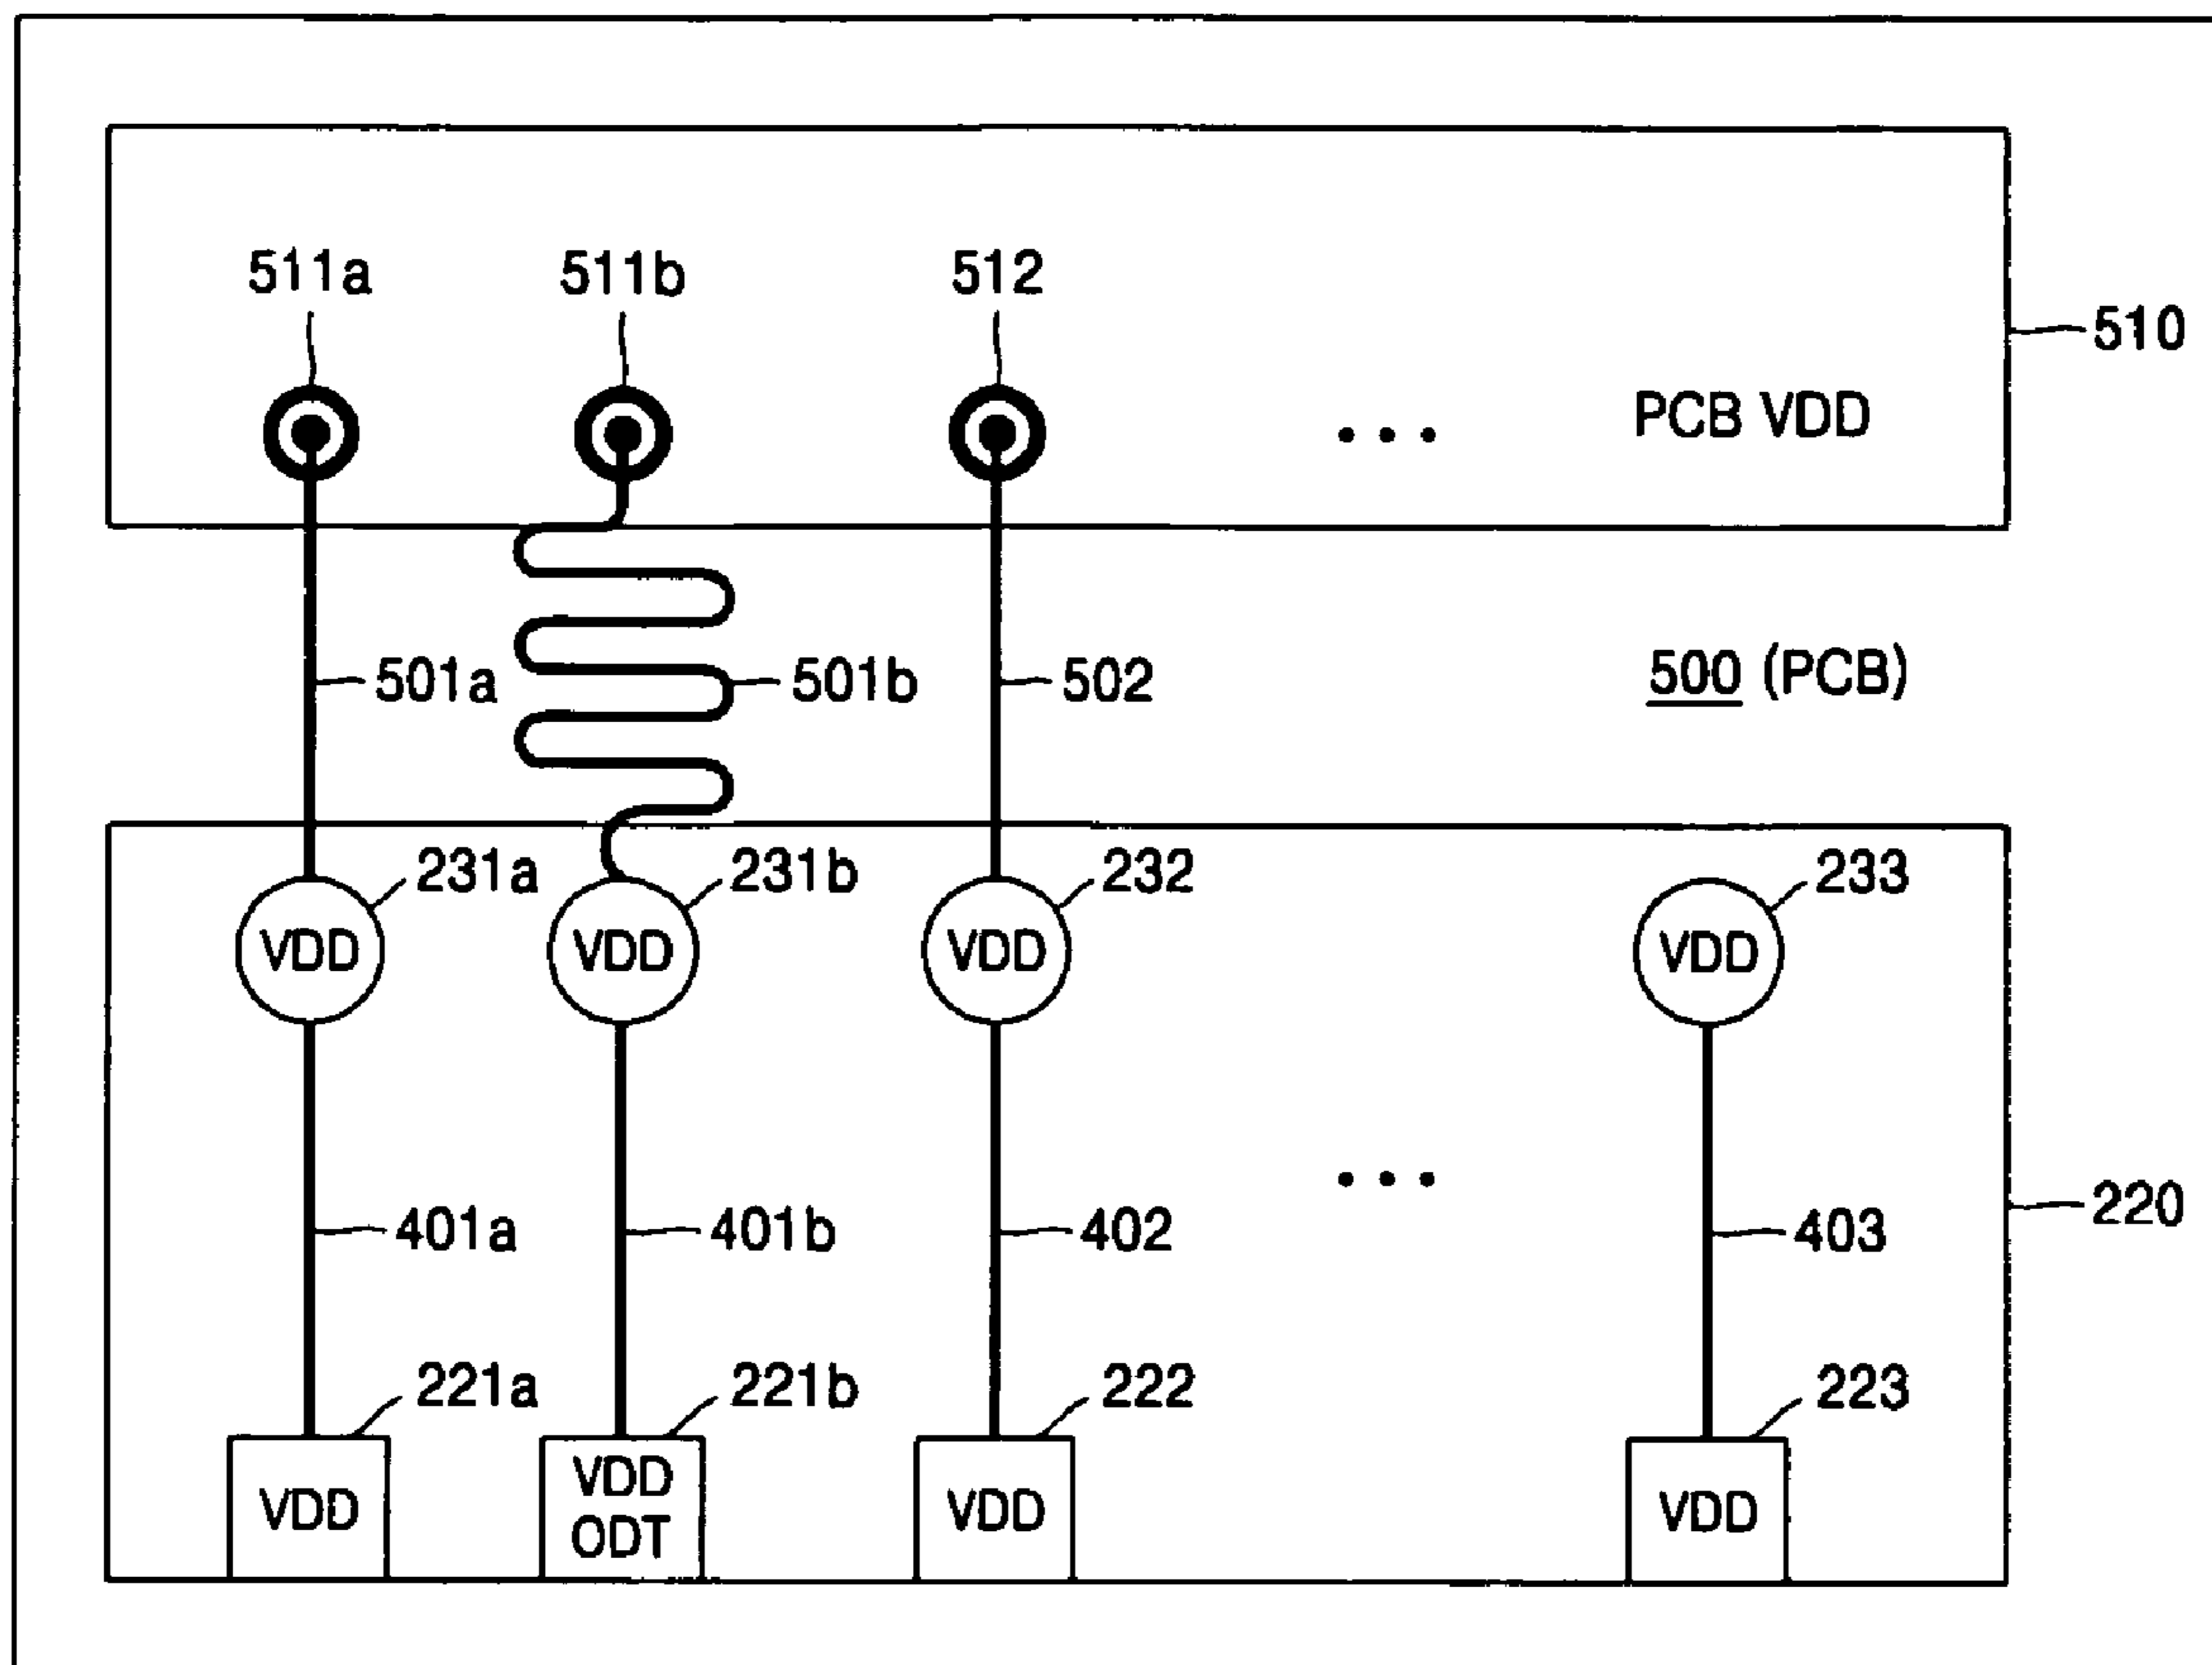 511a 511b 512
510
PCB VDD
501a 501b 502 500 (PCB)
231a 231b 232 233
VDD VDD VDD VDD
220
401a 401b 402 403
221a 221b 222 223
VDD VDD ODT VDD VDD